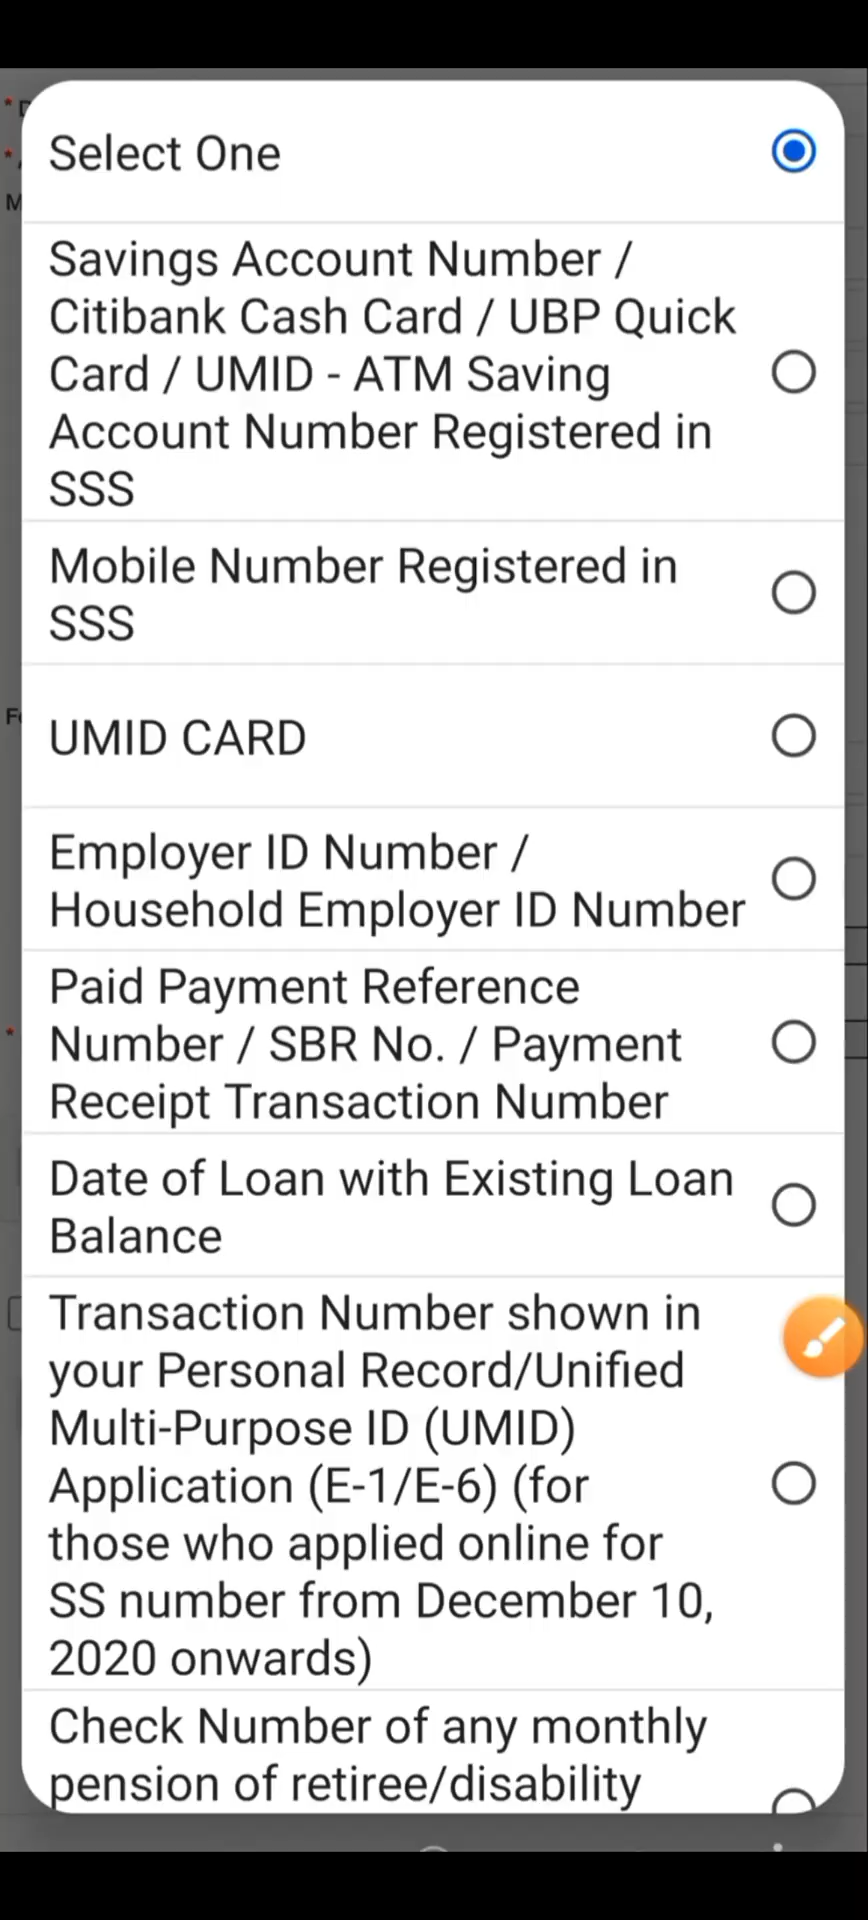 Select One
Savings Account Number /
Citibank Cash Card / UBP Quick
Card / UMID - ATM Saving
Account Number Registered in
SSS
Mobile Number Registered in
SSS
UMID CARD
Employer ID Number /
Household Employer ID Number
Paid Payment Reference
Number / SBR No. / Payment
Receipt Transaction Number
Date of Loan with Existing Loan
Balance
Transaction Number shown in
your Personal Record/Unified
Multi-Purpose ID (UMID)
Application (E-1/E-6) (for
those who applied online for
SS number from December 10,
2020 onwards)
Check Number of any monthly
pension of retiree/disability